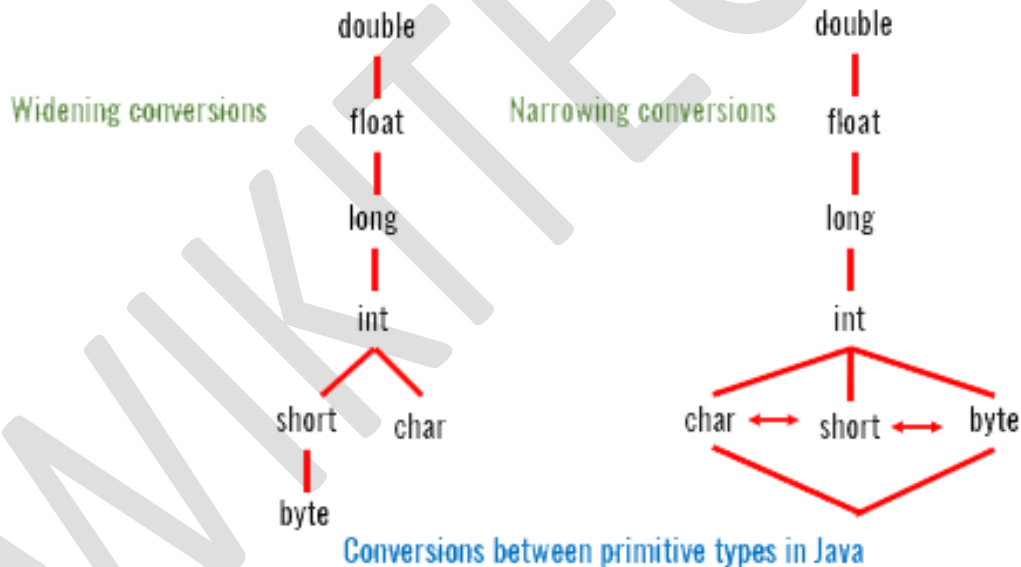 double
Widening conversions
float
long
int
short char
byte
double
Narrowing conversions
float
long
int
char short byte
Conversions between primitive types in Java
WIKITEC